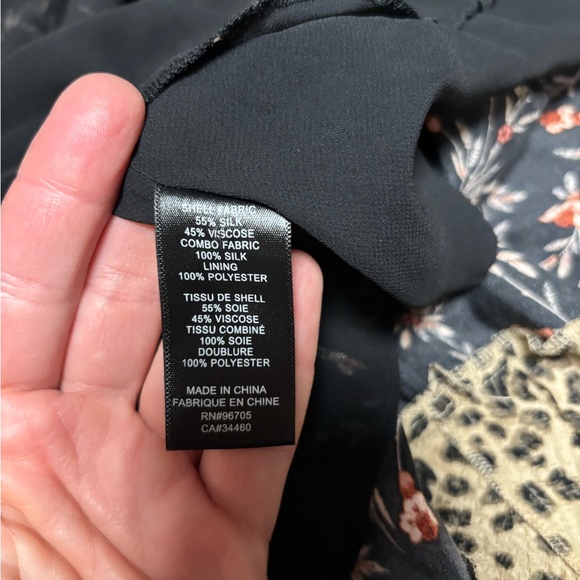 SHELL FABRIC
55% SILK
45% VISCOSE
COMBO FABRIC
100% SILK
LINING
100% POLYESTER
TISSU DE SHELL
55% SOIE
45% VISCOSE
TISSU COMBINÉ
100% SOIE
DOUBLURE
100% POLYESTER
MADE IN CHINA
FABRIQUE EN CHINE
RN#96705
CA#34460